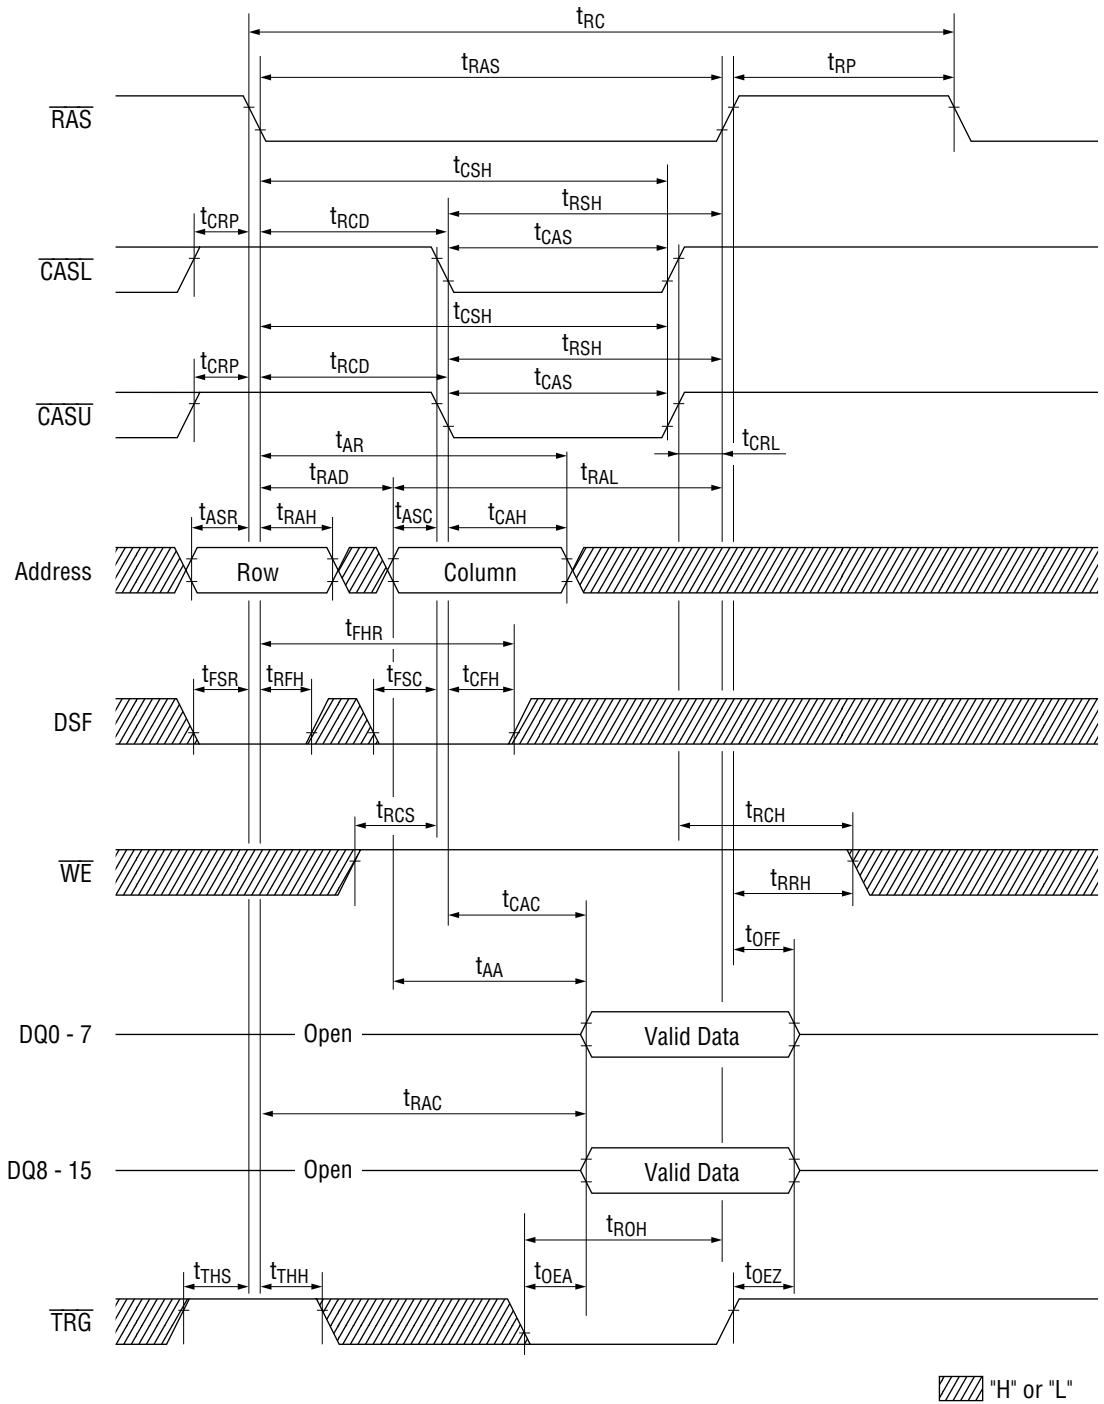 tRC
tRAS tRP
RAS
tCSH
tRSH
tCRP tRCD
tCAS
CASL
tCSH
tRSH
tCRP tRCD
tCAS
CASU
tAR tCRL
tRAD tRAL
tASR tRAH tASC tCAH
Address Row Column
tFHR
tFSR tRFH tFSC tCFH
DSF
tRCS tRCH
WE
tRRH
tCAC
tOFF
tAA
DQ0 - 7 Open Valid Data
tRAC
DQ8 - 15 Open Valid Data
tROH
tTHS tTHH tOEA tOEZ
TRG
"H" or "L"